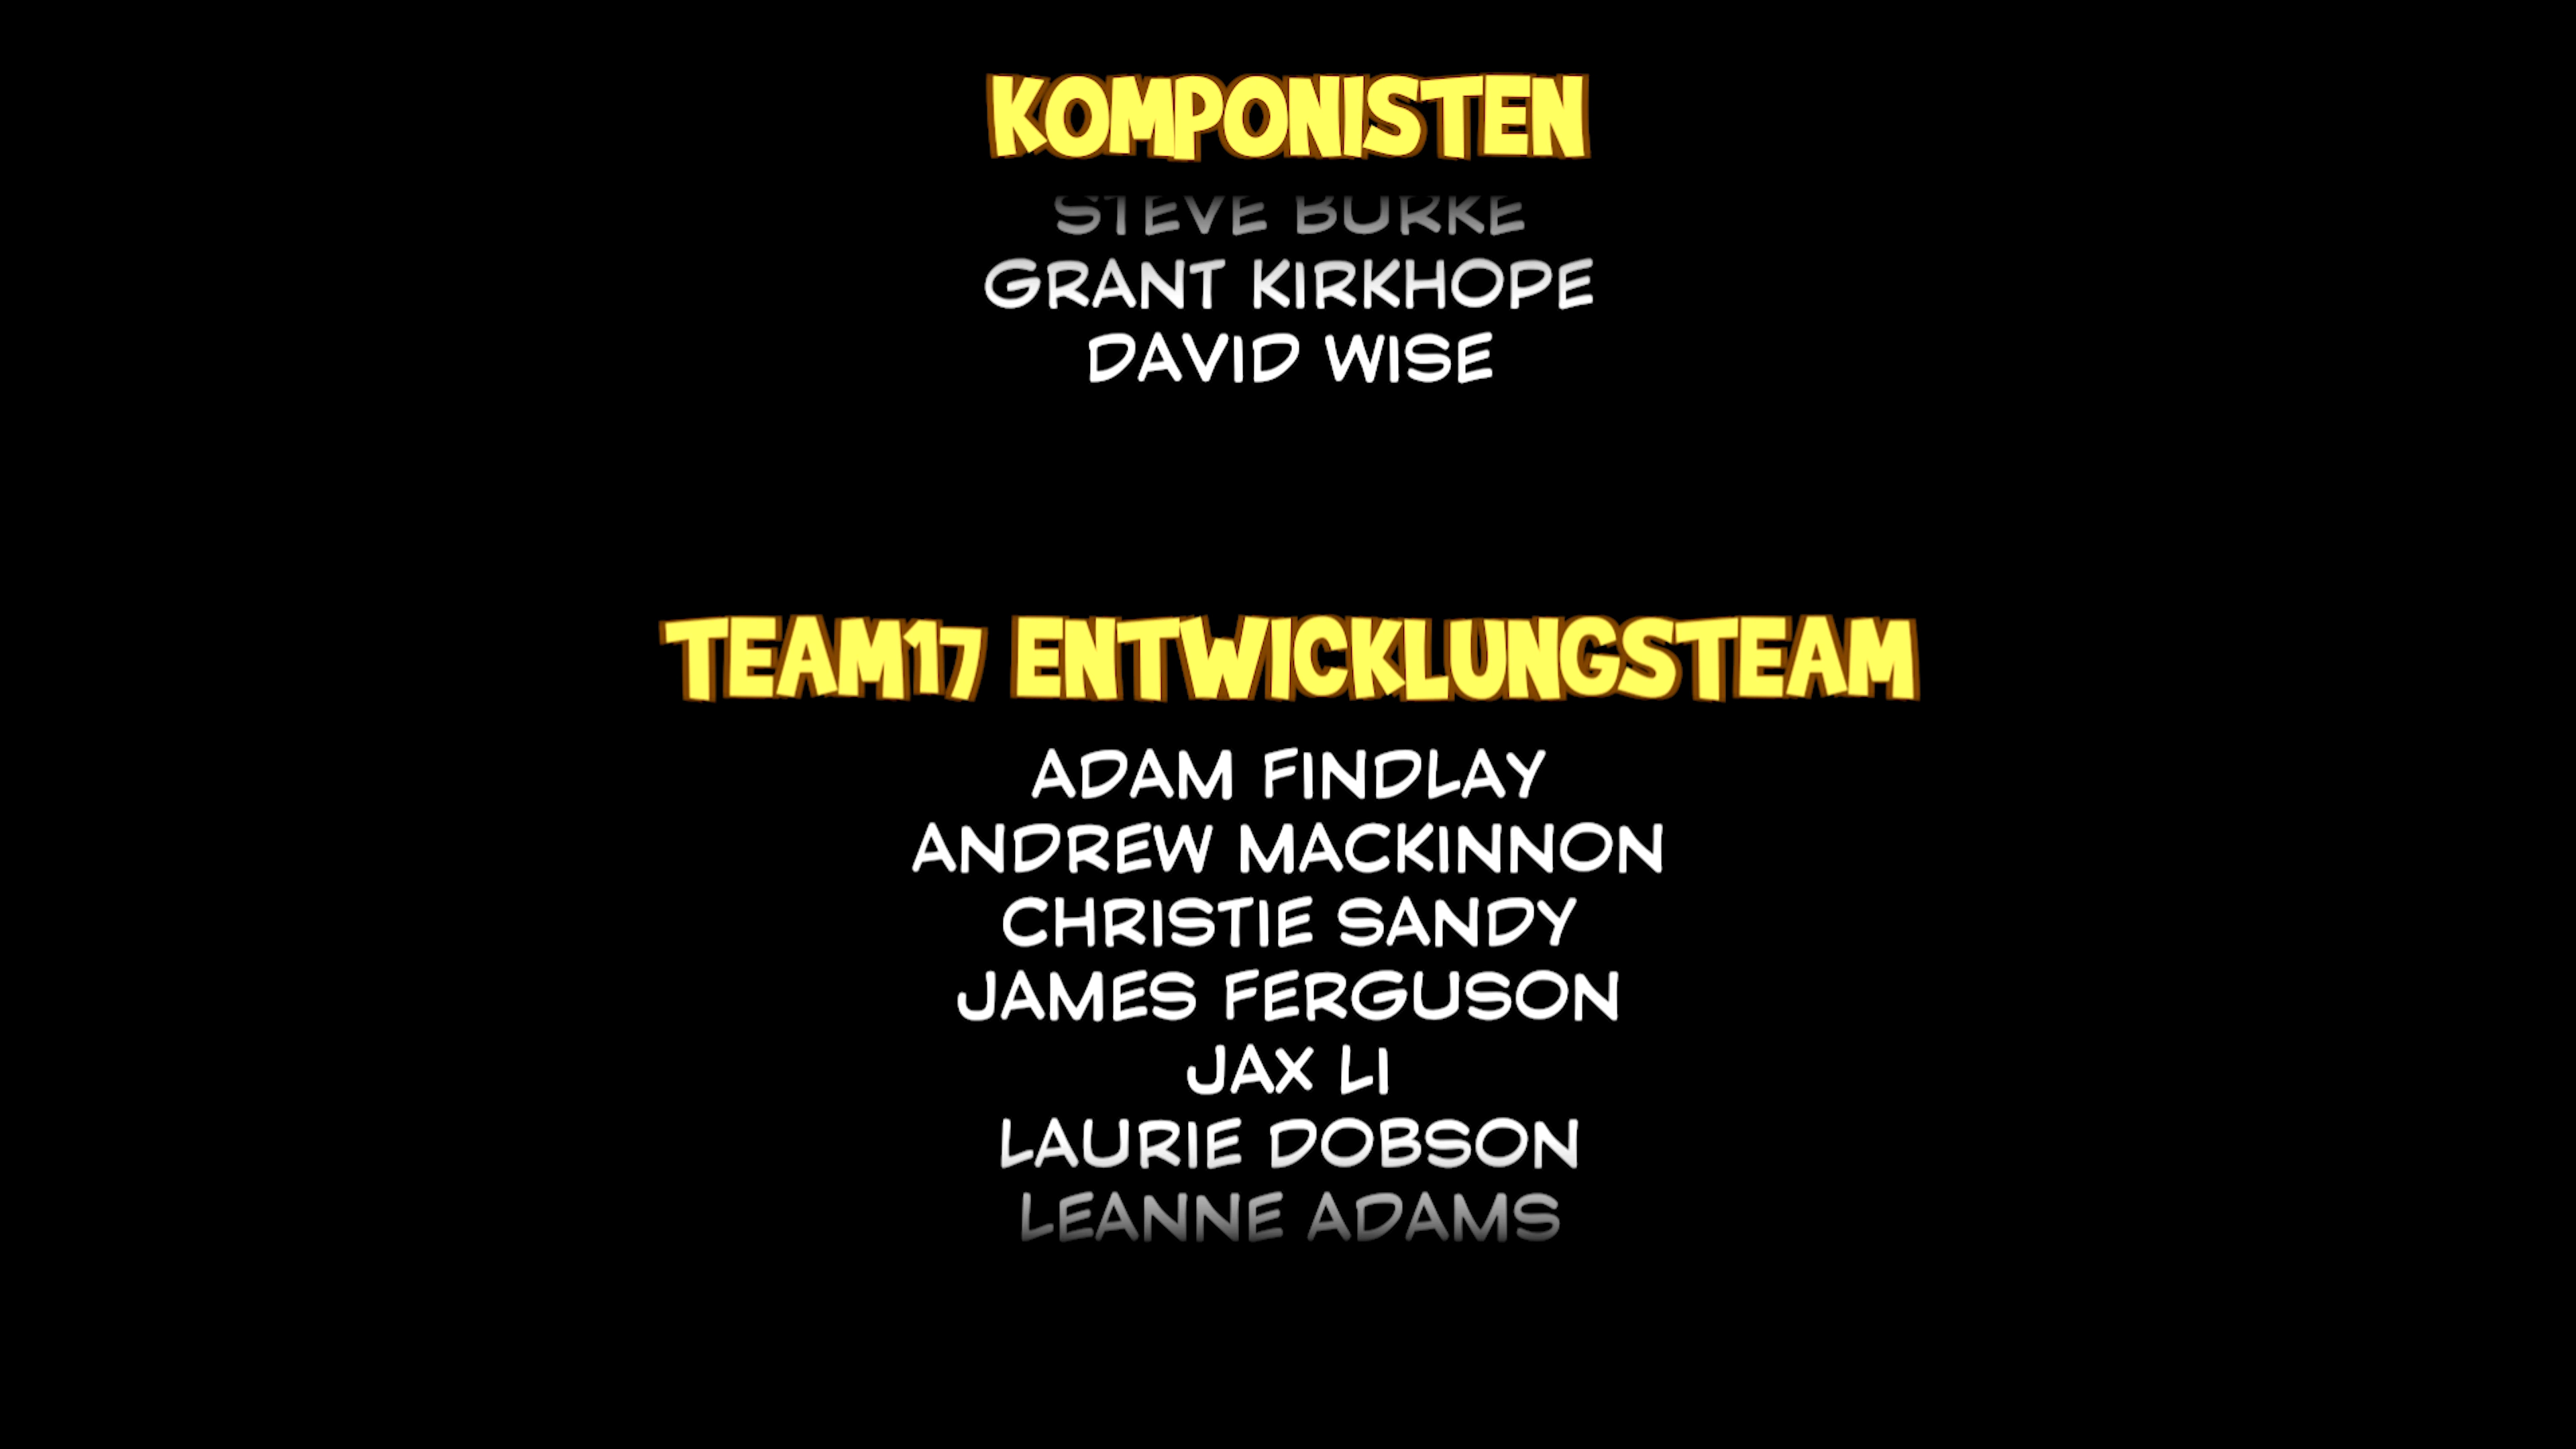 KOMPONISTEN
STEVE BURKE
GRANT KIRKHOPE
DAVID WISE
TEAM17 ENTWICKLUNGSTEAM
ADAM FINDLAY
ANDREW MACKINNON
CHRISTIE SANDY
JAMES FERGUSON
JAX LI
LAURIE DOBSON
LEANNE ADAMS